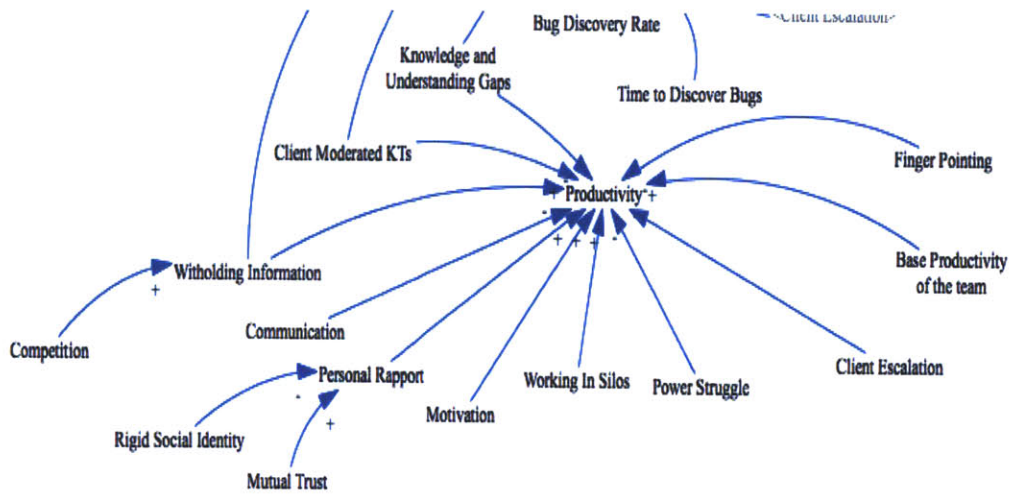 Bug Discovery Rate
<Client Escalation>
Knowledge and
Understanding Gaps
Time to Discover Bugs
Client Moderated KTs
Finger Pointing
-
+ Productivity - +
-
+ + + -
Witholding Information
+
Base Productivity
of the team
Communication
Competition
Personal Rapport
-
+
Working In Silos
Power Struggle
Client Escalation
Motivation
Rigid Social Identity
Mutual Trust